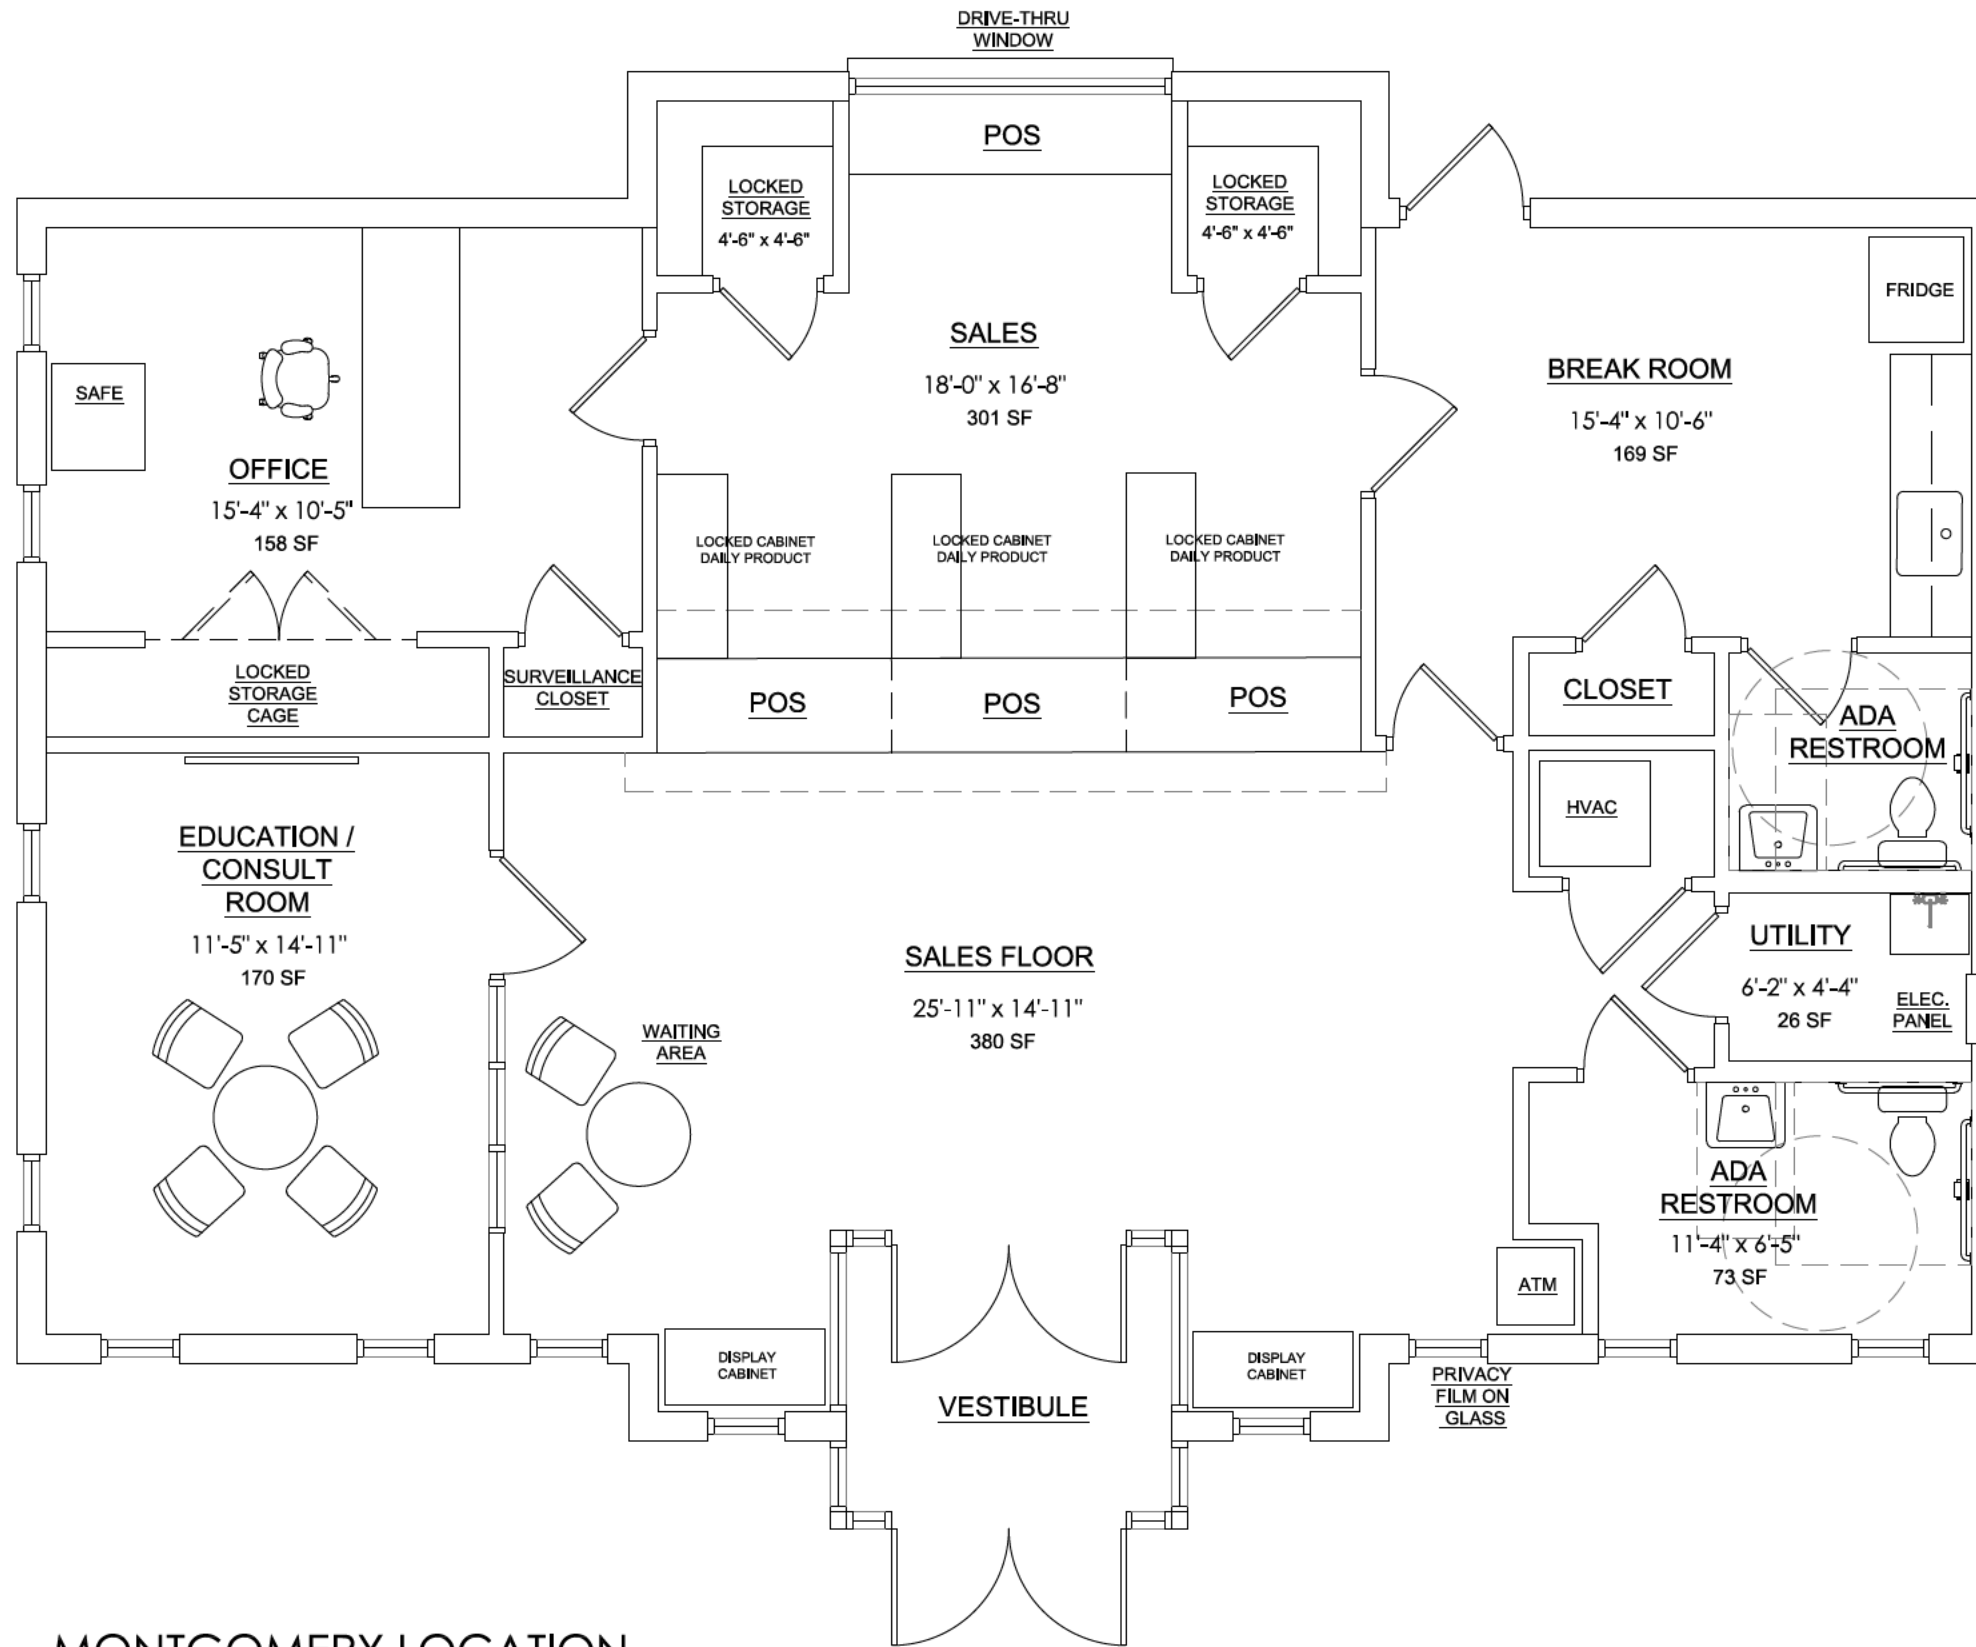 DRIVE-THRU
WINDOW
POS
LOCKED
STORAGE
4'-6" x 4'-6"
LOCKED
STORAGE
4'-6" x 4'-6"
SALES
18'-0" x 16'-8"
301 SF
FRIDGE
BREAK ROOM
15'-4" x 10'-6"
169 SF
SAFE
OFFICE
15'-4" x 10'-5"
158 SF
LOCKED CABINET
DAILY PRODUCT
LOCKED CABINET
DAILY PRODUCT
LOCKED CABINET
DAILY PRODUCT
LOCKED
STORAGE
CAGE
SURVEILLANCE
CLOSET
POS
POS
POS
CLOSET
ADA
RESTROOM
HVAC
EDUCATION /
CONSULT
ROOM
11'-5" x 14'-11"
170 SF
SALES FLOOR
25'-11" x 14'-11"
380 SF
UTILITY
6'-2" x 4'-4"
26 SF
ELEC.
PANEL
WAITING
AREA
ADA
RESTROOM
11'-4" x 6'-5"
73 SF
ATM
DISPLAY
CABINET
DISPLAY
CABINET
VESTIBULE
PRIVACY
FILM ON
GLASS
MONTGOMERY LOCATION